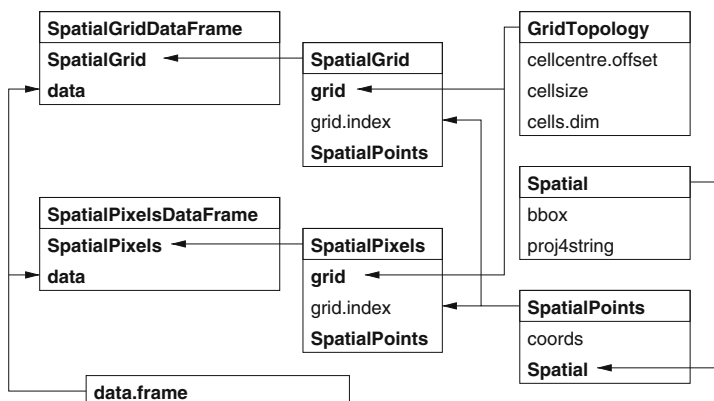 SpatialGridDataFrame
SpatialGrid
data
SpatialGrid
grid
grid.index
SpatialPoints
GridTopology
cellcentre.offset
cellsize
cells.dim
SpatialPixelsDataFrame
SpatialPixels
data
SpatialPixels
grid
grid.index
SpatialPoints
Spatial
bbox
proj4string
SpatialPoints
coords
Spatial
data.frame